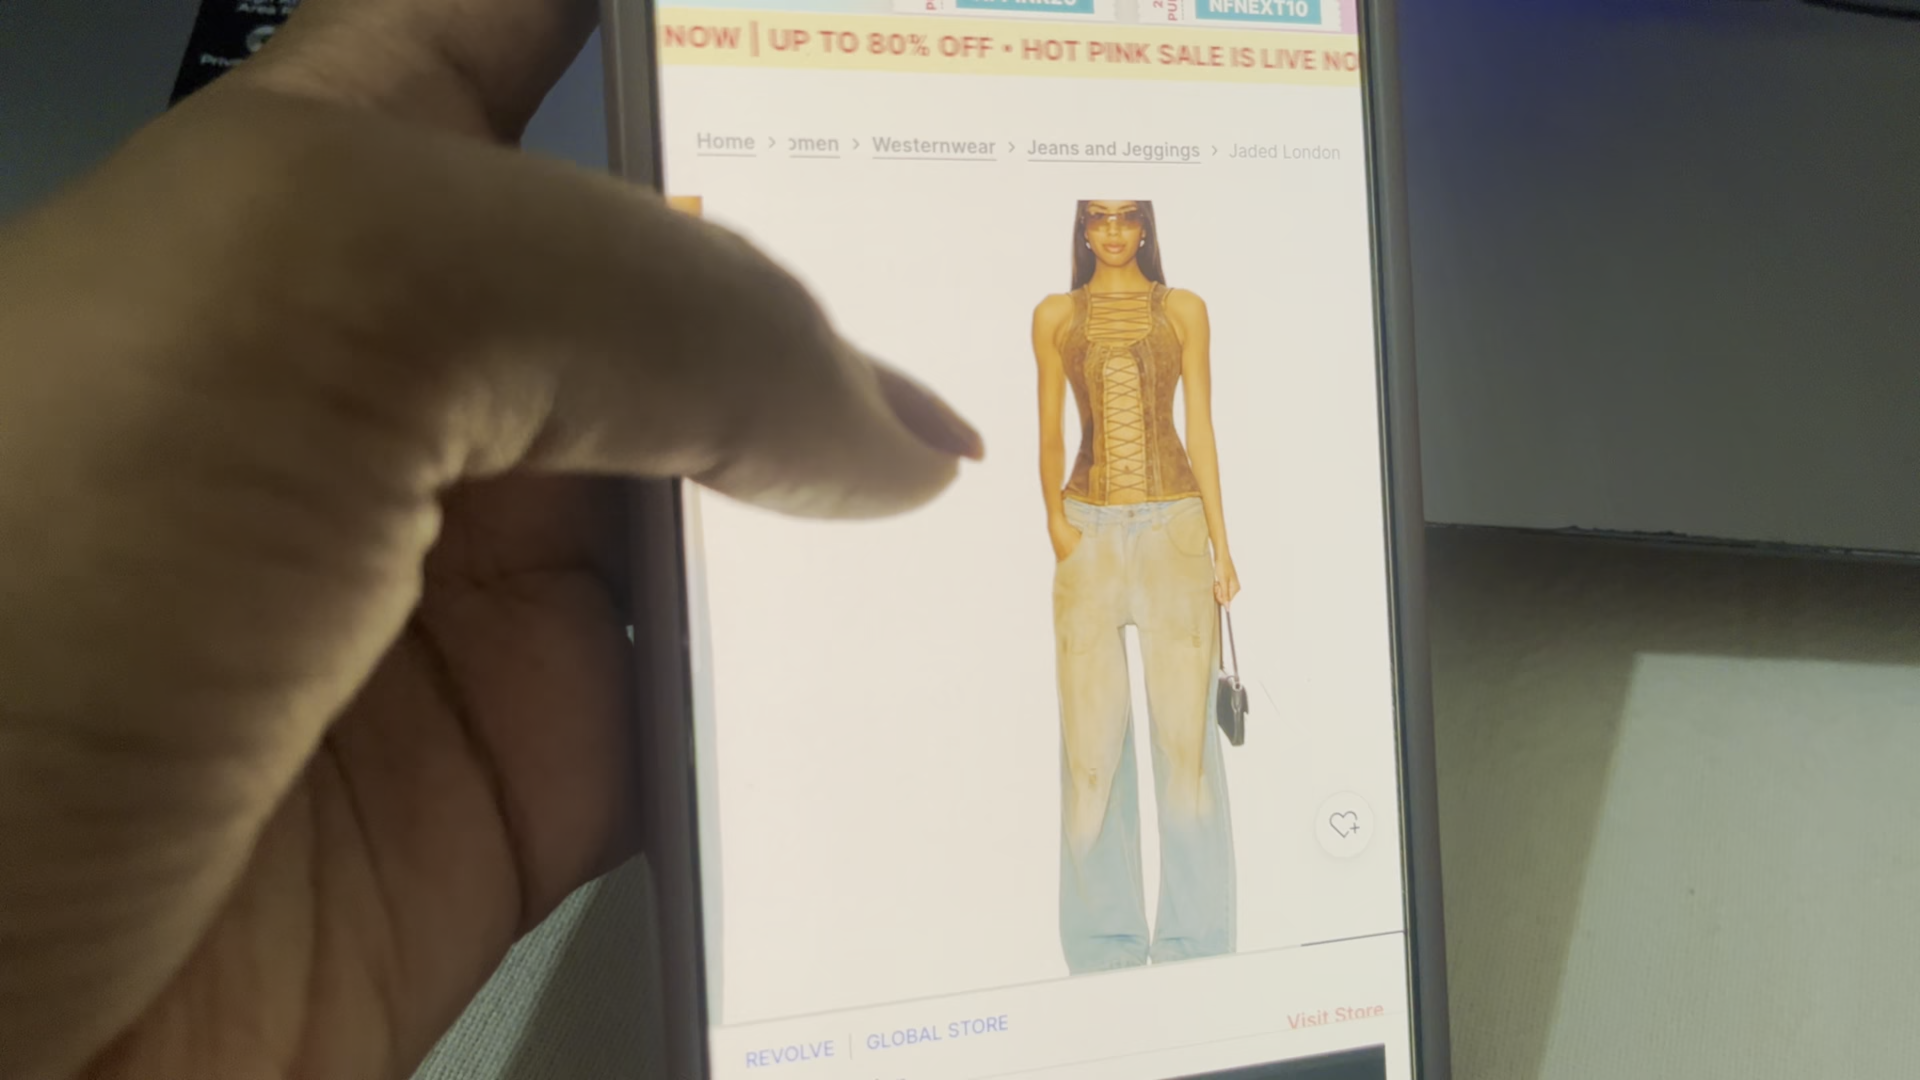 NFNEXT10
NOW | UP TO 80% OFF • HOT PINK SALE IS LIVE NO
Home > omen > Westernwear > Jeans and Jeggings > Jaded London
REVOLVE | GLOBAL STORE
Visit Store